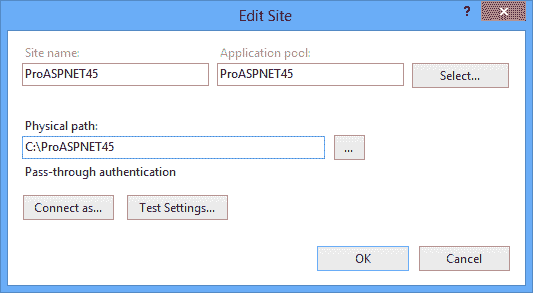 Edit Site
?
Site name: Application pool:
ProASPNET45 ProASPNET45 Select...
Physical path:
C:\ProASPNET45 ...
Pass-through authentication
Connect as... Test Settings...
OK Cancel